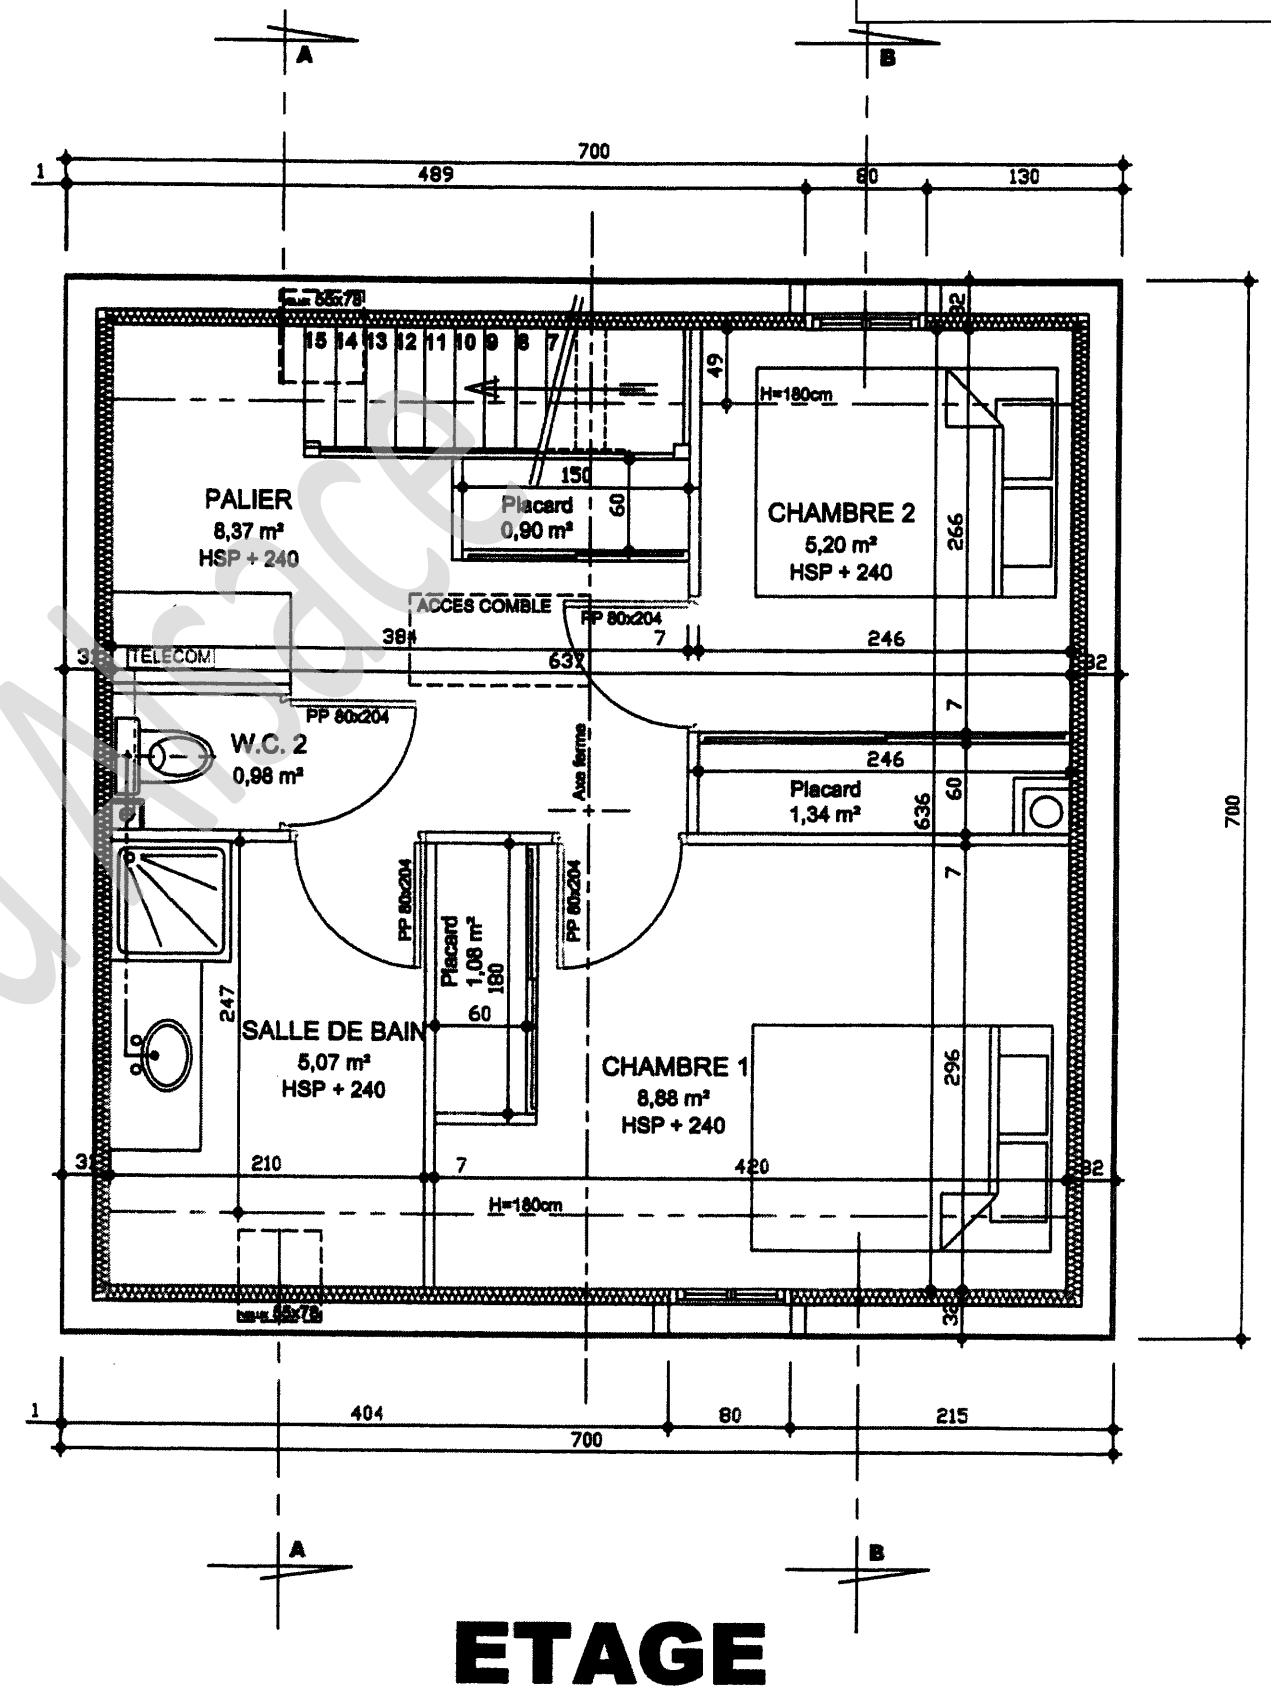 A
B
700
1
489
80
130
55x78
32
15 14 13 12 11 10 9 8 7
49
H=180cm
150
Placard
0,90 m²
60
PALIER
8,37 m²
HSP + 240
CHAMBRE 2
5,20 m²
HSP + 240
266
ACCES COMBLE
PP 80x204
384
7
246
TELECOM
637
32
7
PP 80x204
W.C. 2
0,98 m²
Axe ferme
246
Placard
1,34 m²
60
636
700
7
PP 80x204
PP 80x204
Placard
1,08 m²
180
247
60
SALLE DE BAIN
5,07 m²
HSP + 240
CHAMBRE 1
8,88 m²
HSP + 240
296
210
7
420
32
H=180cm
55x78
32
1
404
80
215
700
A
B
ETAGE
Alsace